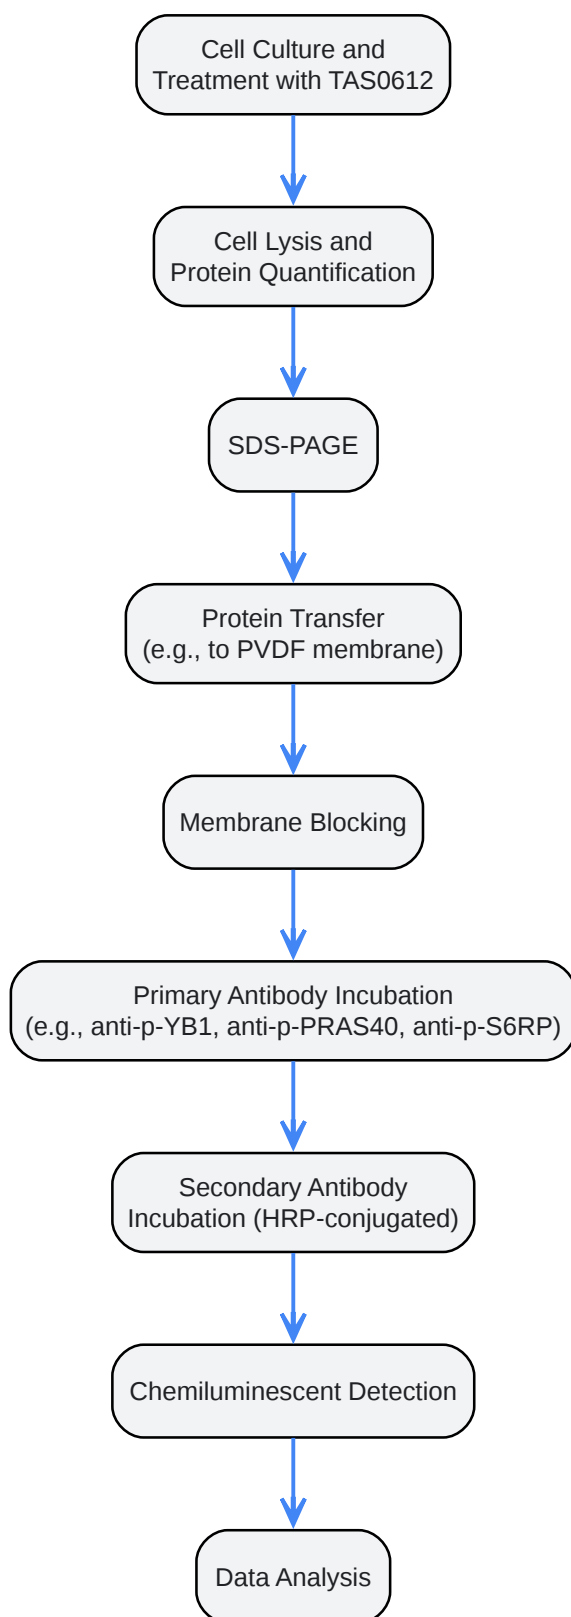 Cell Culture and
Treatment with TAS0612
Cell Lysis and
Protein Quantification
SDS-PAGE
Protein Transfer
(e.g., to PVDF membrane)
Membrane Blocking
Primary Antibody Incubation
(e.g., anti-p-YB1, anti-p-PRAS40, anti-p-S6RP)
Secondary Antibody
Incubation (HRP-conjugated)
Chemiluminescent Detection
Data Analysis